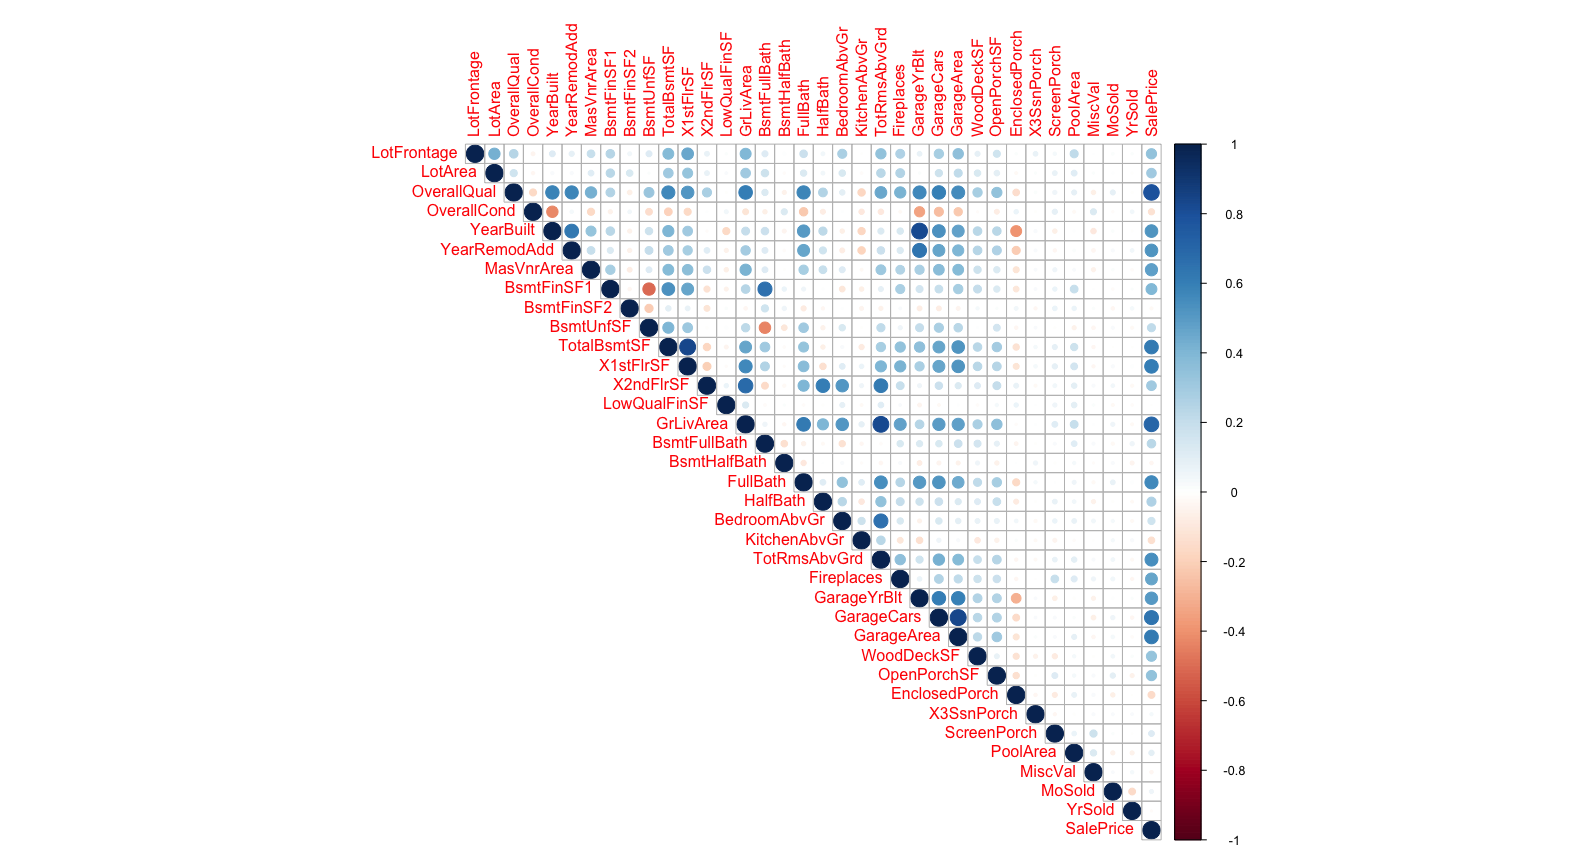 LotFrontage
LotArea
OverallQual
OverallCond
YearBuilt
YearRemodAdd
MasVnrArea
BsmtFinSF1
BsmtFinSF2
BsmtUnfSF
TotalBsmtSF
X1stFlrSF
X2ndFlrSF
LowQualFinSF
GrLivArea
BsmtFullBath
BsmtHalfBath
FullBath
HalfBath
BedroomAbvGr
KitchenAbvGr
TotRmsAbvGrd
Fireplaces
GarageYrBlt
GarageCars
GarageArea
WoodDeckSF
OpenPorchSF
EnclosedPorch
X3SsnPorch
ScreenPorch
PoolArea
MiscVal
MoSold
YrSold
SalePrice
LotFrontage
LotArea
OverallQual
OverallCond
YearBuilt
YearRemodAdd
MasVnrArea
BsmtFinSF1
BsmtFinSF2
BsmtUnfSF
TotalBsmtSF
X1stFlrSF
X2ndFlrSF
LowQualFinSF
GrLivArea
BsmtFullBath
BsmtHalfBath
FullBath
HalfBath
BedroomAbvGr
KitchenAbvGr
TotRmsAbvGrd
Fireplaces
GarageYrBlt
GarageCars
GarageArea
WoodDeckSF
OpenPorchSF
EnclosedPorch
X3SsnPorch
ScreenPorch
PoolArea
MiscVal
MoSold
YrSold
SalePrice
1
0.8
0.6
0.4
0.2
0
-0.2
-0.4
-0.6
-0.8
-1